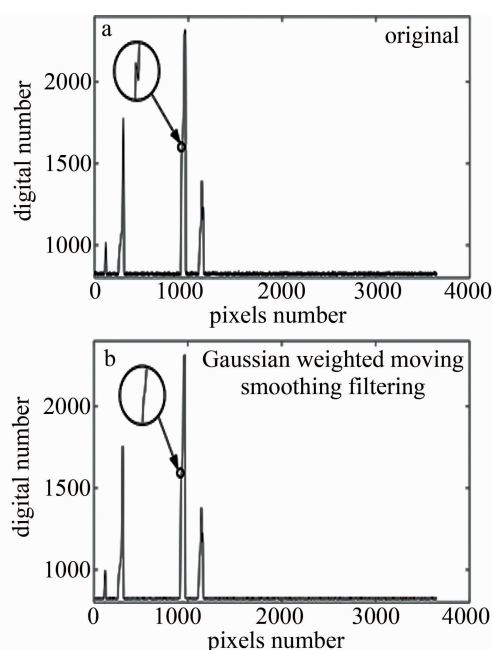 a
original
2000
1500
1000
digital number
0 1000 2000 3000 4000
pixels number
b
Gaussian weighted moving
smoothing filtering
2000
1500
1000
digital number
0 1000 2000 3000 4000
pixels number